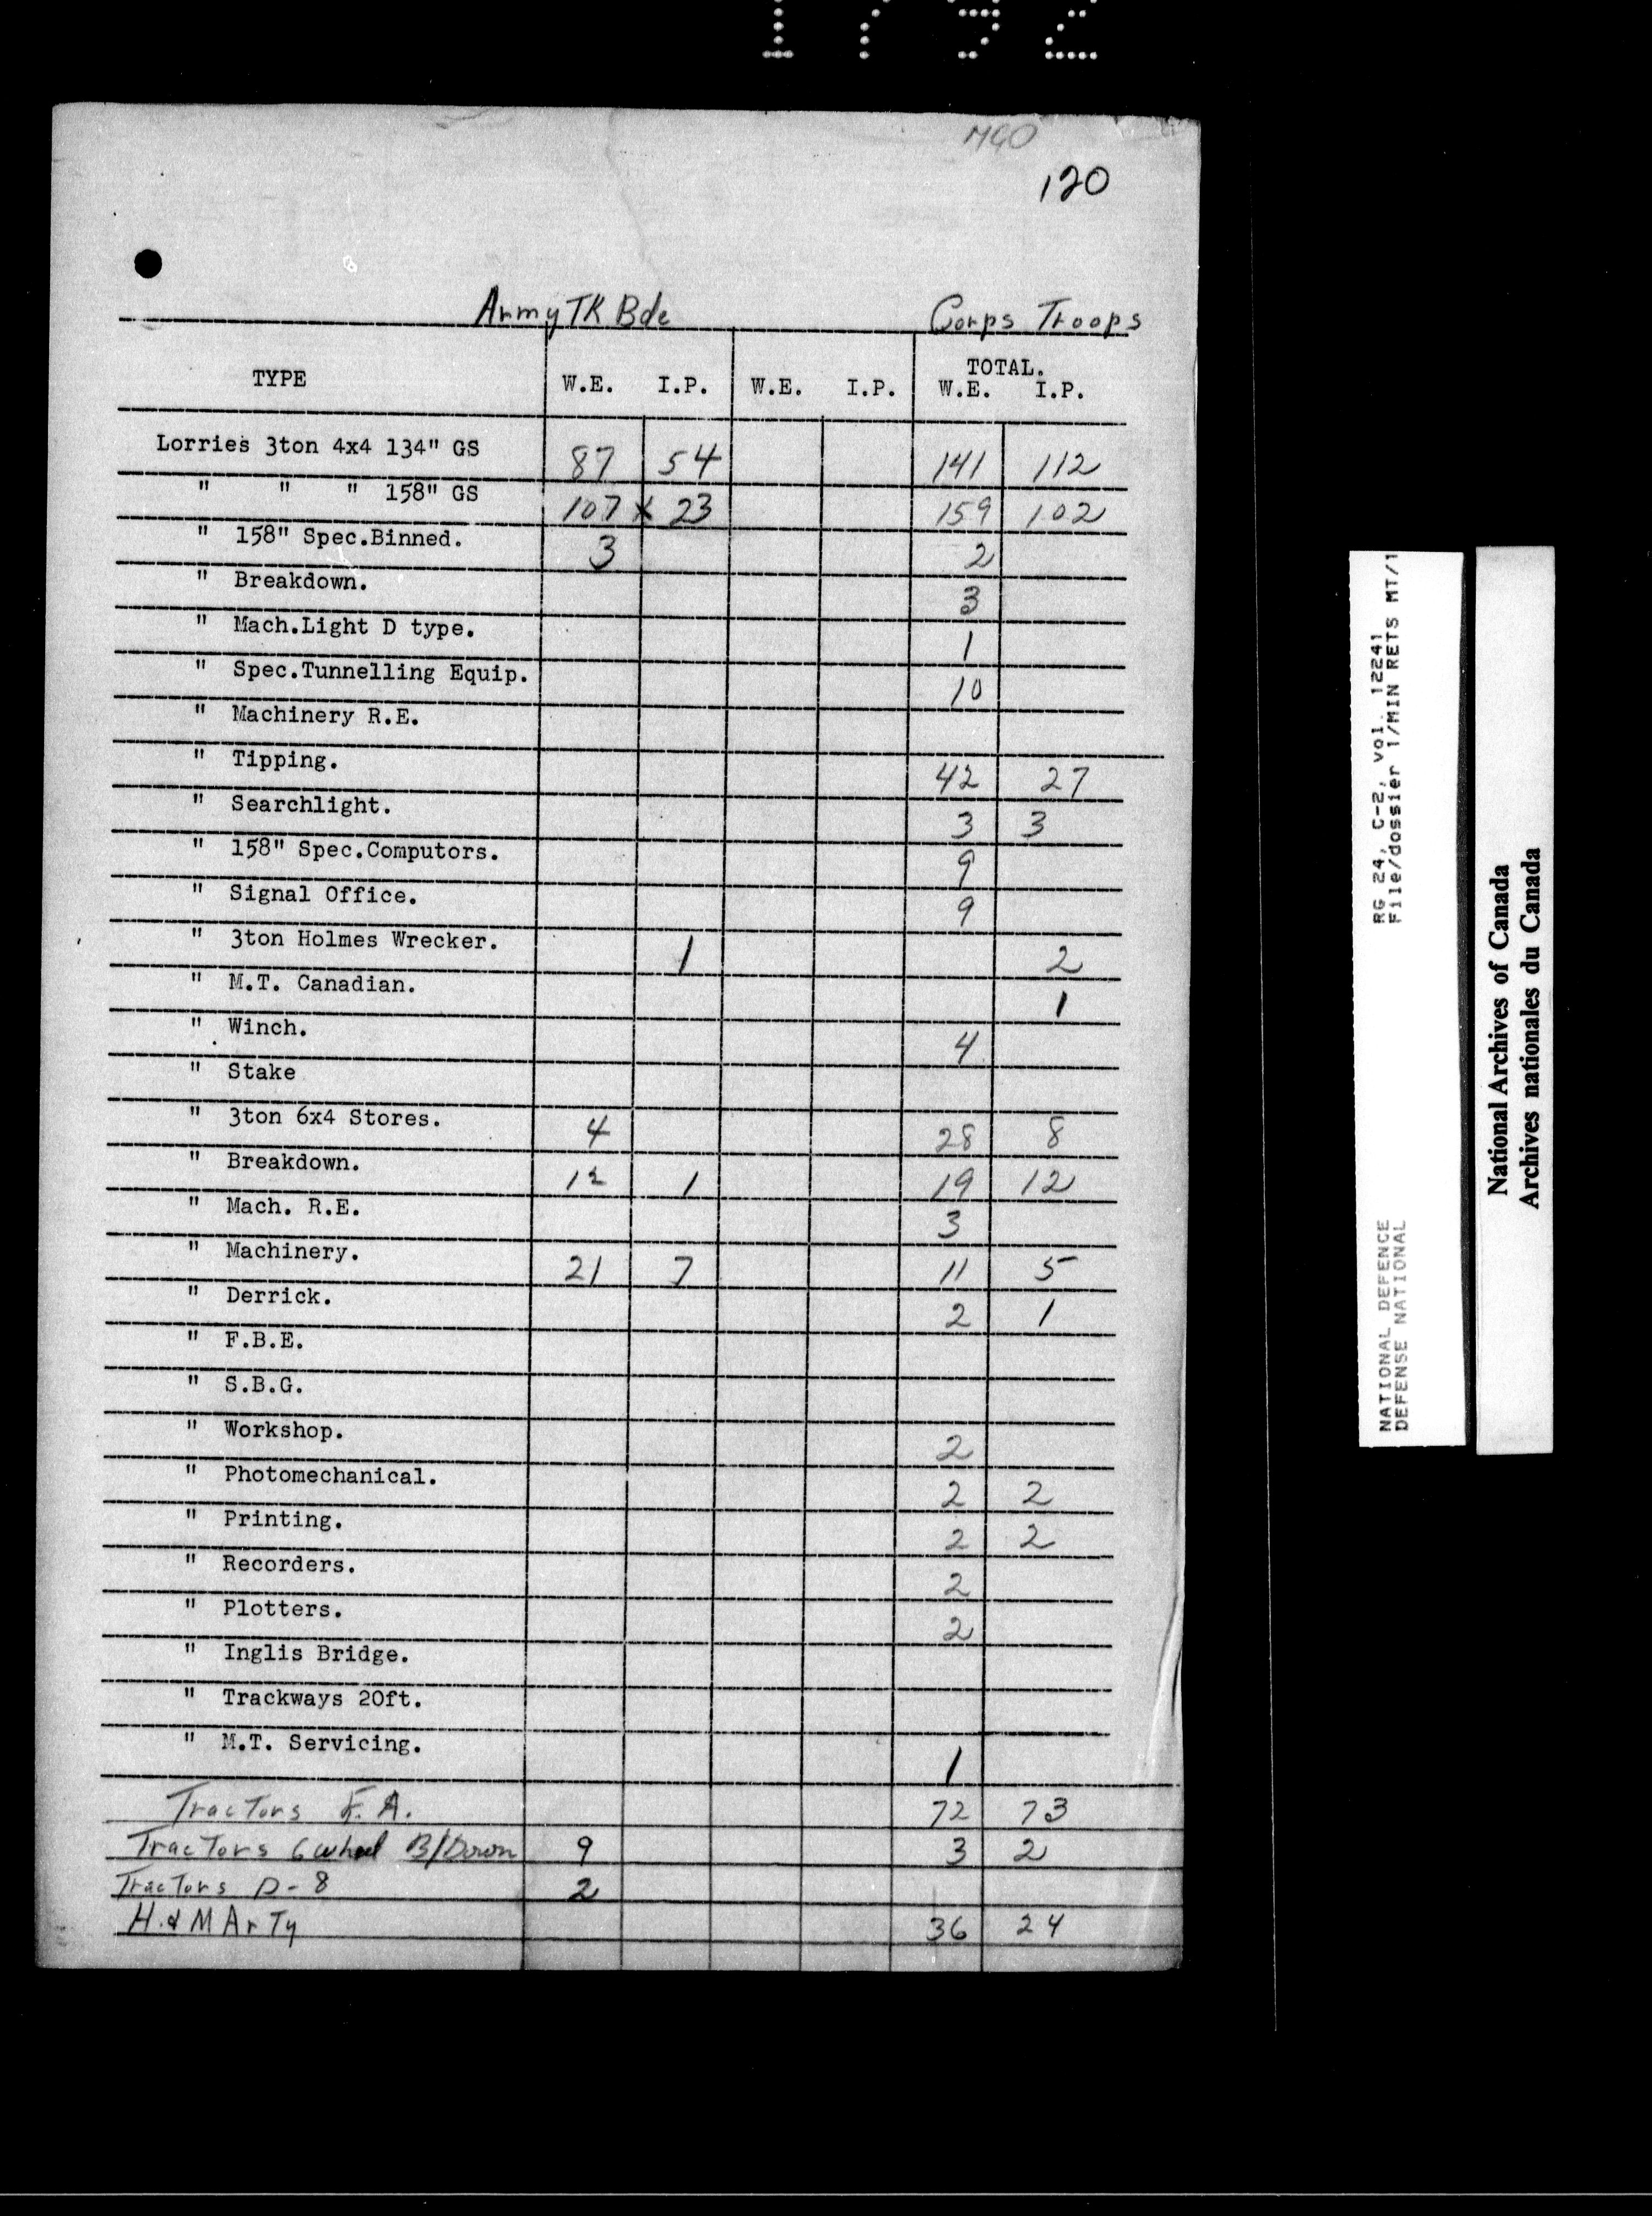 1792
MGO
120
Army TK Bde Corps Troops
TOTAL.
TYPE W.E. I.P. W.E. I.P. W.E. I.P.
Lorries 3ton 4x4 134" GS 87 54 141 112
" " " 158" GS 107 x 23 159 102
" 158" Spec.Binned. 3 2
" Breakdown. 3
" Mach.Light D type. 1
" Spec.Tunnelling Equip. 10
" Machinery R.E.
" Tipping. 42 27
" Searchlight. 3 3
" 158" Spec.Computors. 9
" Signal Office. 9
" 3ton Holmes Wrecker. 1 2
" M.T. Canadian. 1
" Winch. 4
" Stake
" 3ton 6x4 Stores. 4 28 8
" Breakdown. 12 1 19 12
" Mach. R.E. 3
" Machinery. 21 7 11 5
" Derrick. 2 1
" F.B.E.
" S.B.G.
" Workshop. 2
" Photomechanical. 2 2
" Printing. 2 2
" Recorders. 2
" Plotters. 2
" Inglis Bridge.
" Trackways 20ft.
" M.T. Servicing. 1
Tractors F.A. 72 73
Tractors 6 wheel B/Down 9 3 2
Tractors D-8 2
H & M ArTy 36 24
RG 24, C-2, vol. 12241
File/dossier 1/MIN RETS MT/1
NATIONAL DEFENCE
DEFENSE NATIONAL
National Archives of Canada
Archives nationales du Canada